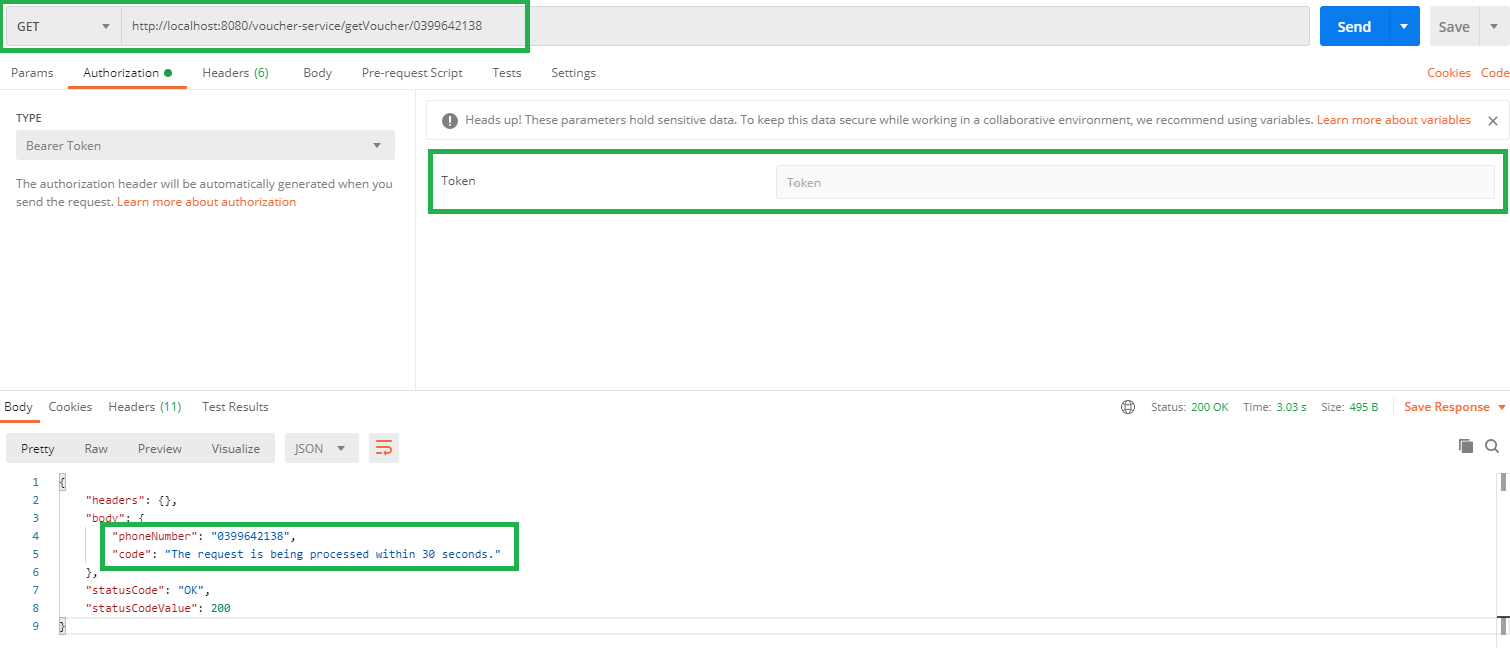 GET http://localhost:8080/voucher-service/getVoucher/0399642138 Send Save
Params Authorization Headers (6) Body Pre-request Script Tests Settings Cookies Code
TYPE
Bearer Token
The authorization header will be automatically generated when you
send the request. Learn more about authorization
Heads up! These parameters hold sensitive data. To keep this data secure while working in a collaborative environment, we recommend using variables. Learn more about variables
Token Token
Body Cookies Headers (11) Test Results Status: 200 OK Time: 3.03 s Size: 495 B Save Response
Pretty Raw Preview Visualize JSON
1 {
2 "headers": {},
3 "body": {
4 "phoneNumber": "0399642138",
5 "code": "The request is being processed within 30 seconds."
6 },
7 "statusCode": "OK",
8 "statusCodeValue": 200
9 }